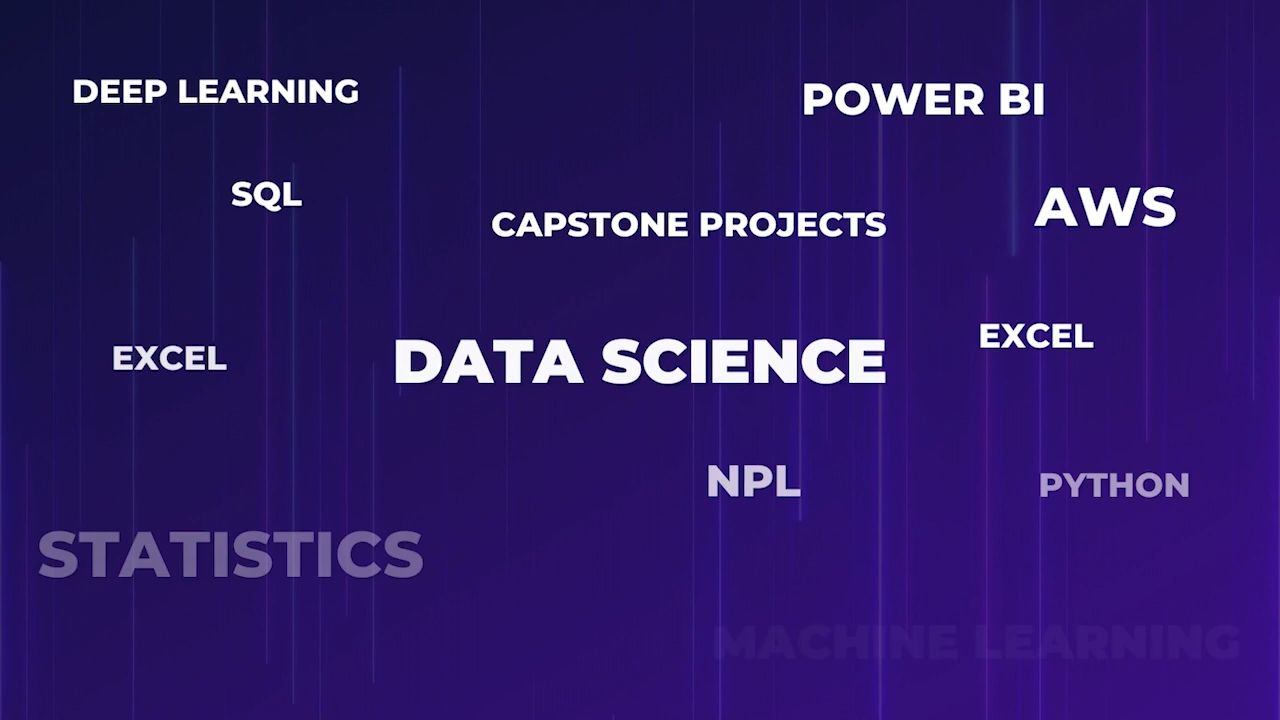 DEEP LEARNING
POWER BI
SQL
AWS
CAPSTONE PROJECTS
EXCEL
EXCEL
DATA SCIENCE
NPL
PYTHON
STATISTICS
MACHINE LEARNING